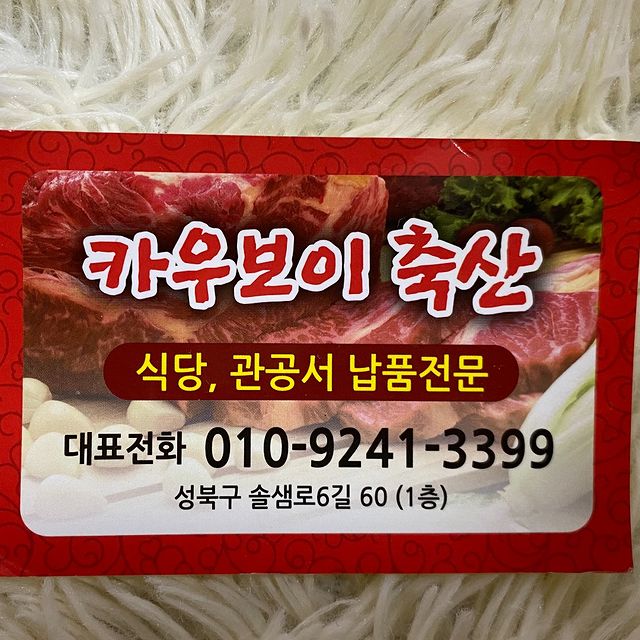 카우보이 축산
식당, 관공서 납품전문
대표전화 010-9241-3399
성북구 솔샘로6길 60 (1층)